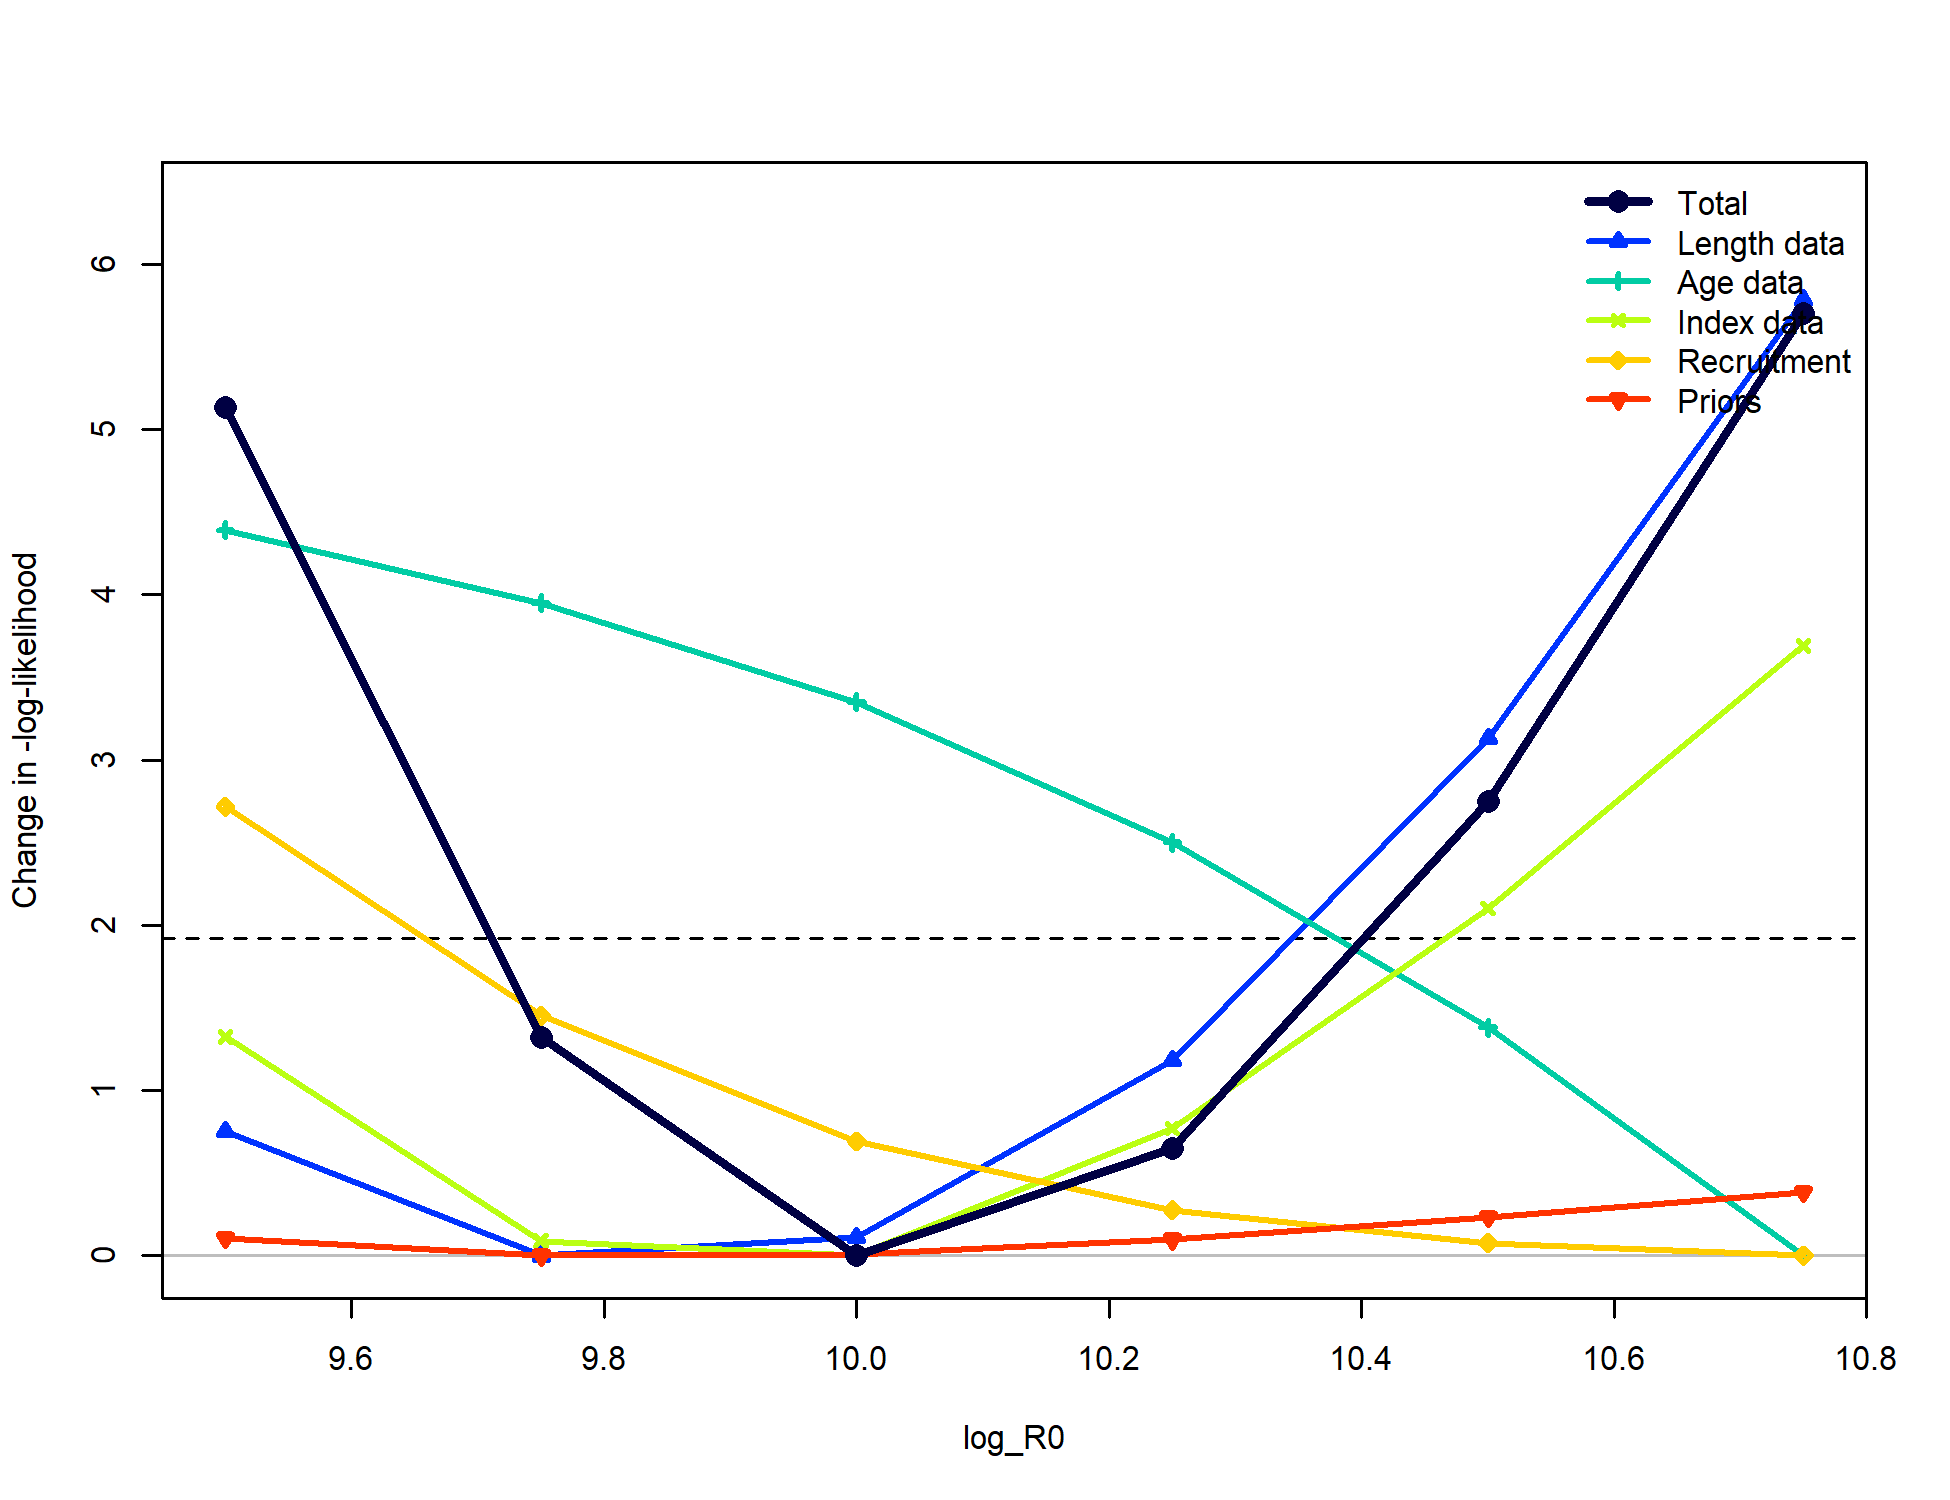 Total
Length data
Age data
Index data
Recruitment
Priors
6
5
4
3
2
1
0
Change in -log-likelihood
9.6 9.8 10.0 10.2 10.4 10.6 10.8
log_R0